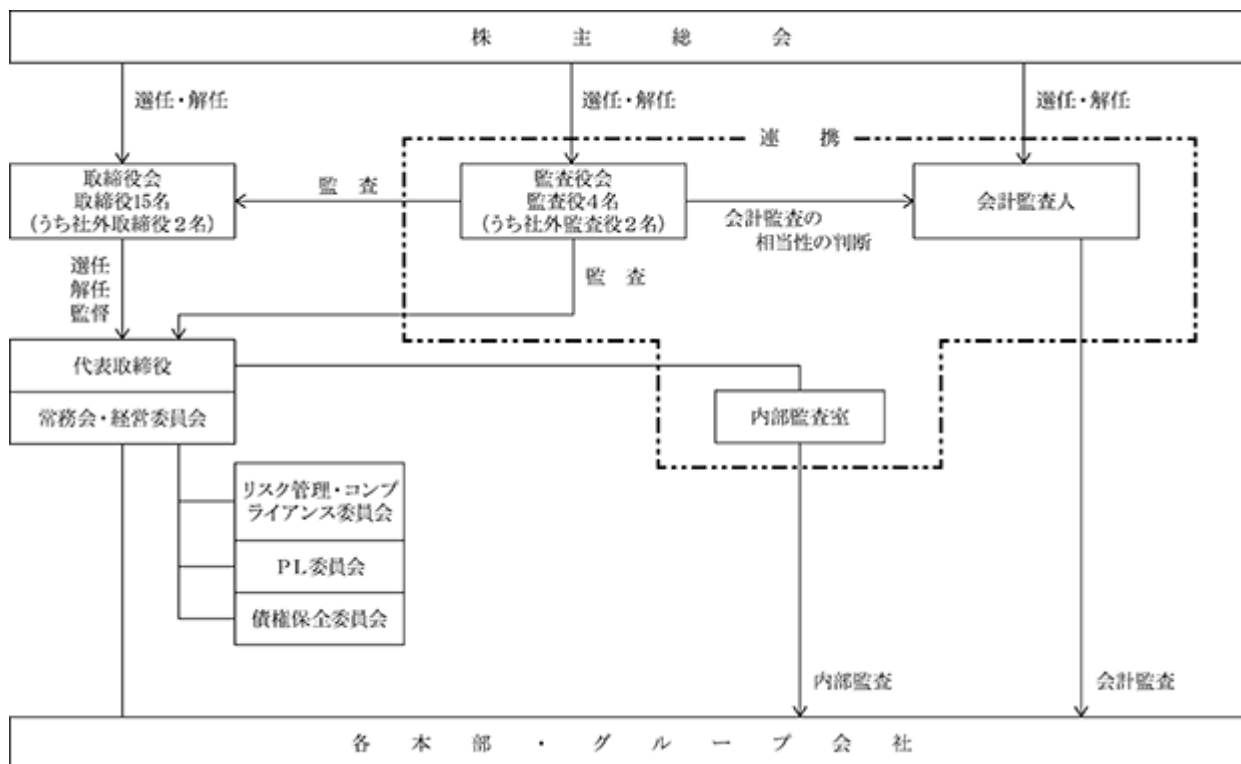 株主総会
選任・解任
選任・解任
選任・解任
連携
取締役会
取締役15名
(うち社外取締役2名)
監査
監査役会
監査役4名
(うち社外監査役2名)
会計監査の
相当性の判断
会計監査人
選任
解任
監督
監査
代表取締役
常務会・経営委員会
内部監査室
リスク管理・コンプ
ライアンス委員会
PL委員会
債権保全委員会
内部監査
会計監査
各本部・グループ会社